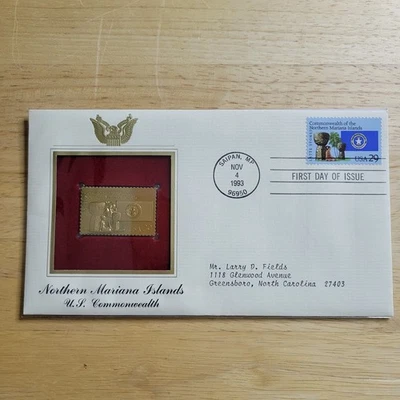 Commonwealth of the
Northern Mariana Islands
USA 29
SAIPAN, MP
NOV
4
1993
96950
FIRST DAY OF ISSUE
Mr. Larry D. Fields
1118 Glenwood Avenue
Greensboro, North Carolina 27403
Northern Mariana Islands
U.S. Commonwealth